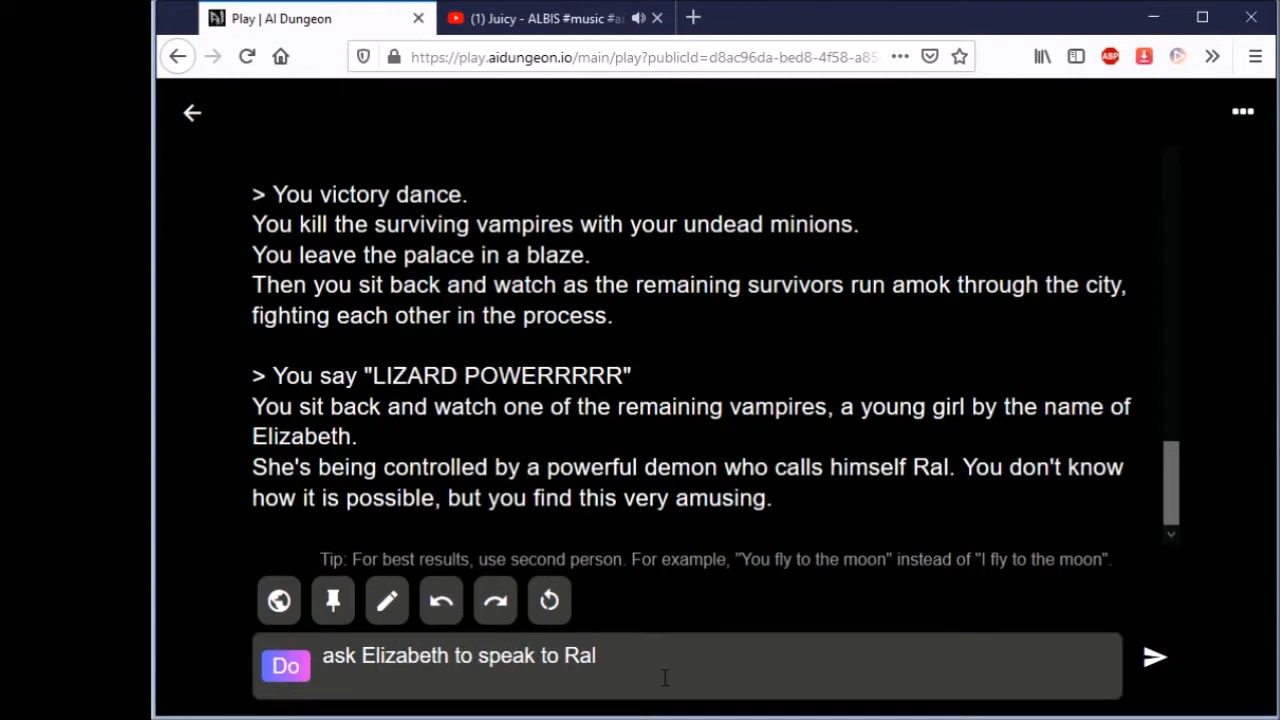 Play | AI Dungeon
(1) Juicy - ALBIS #music #a
https://play.aidungeon.io/main/play?publicId=d8ac96da-bed8-4f58-a85
ABP
> You victory dance.
You kill the surviving vampires with your undead minions.
You leave the palace in a blaze.
Then you sit back and watch as the remaining survivors run amok through the city,
fighting each other in the process.
> You say "LIZARD POWERRRRR"
You sit back and watch one of the remaining vampires, a young girl by the name of
Elizabeth.
She's being controlled by a powerful demon who calls himself Ral. You don't know
how it is possible, but you find this very amusing.
Tip: For best results, use second person. For example, "You fly to the moon" instead of "I fly to the moon".
Do ask Elizabeth to speak to Ral